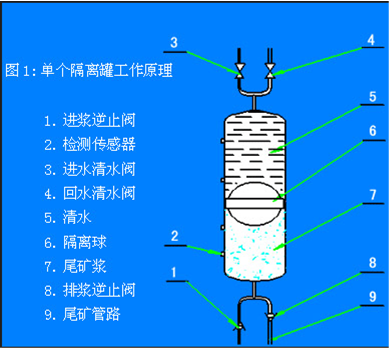 3
4
图1:单个隔离罐工作原理
1. 进浆逆止阀
2. 检测传感器
3. 进水清水阀
4. 回水清水阀
5. 清水
6. 隔离球
7. 尾矿浆
8. 排浆逆止阀
9. 尾矿管路
5
6
7
2
1
8
9